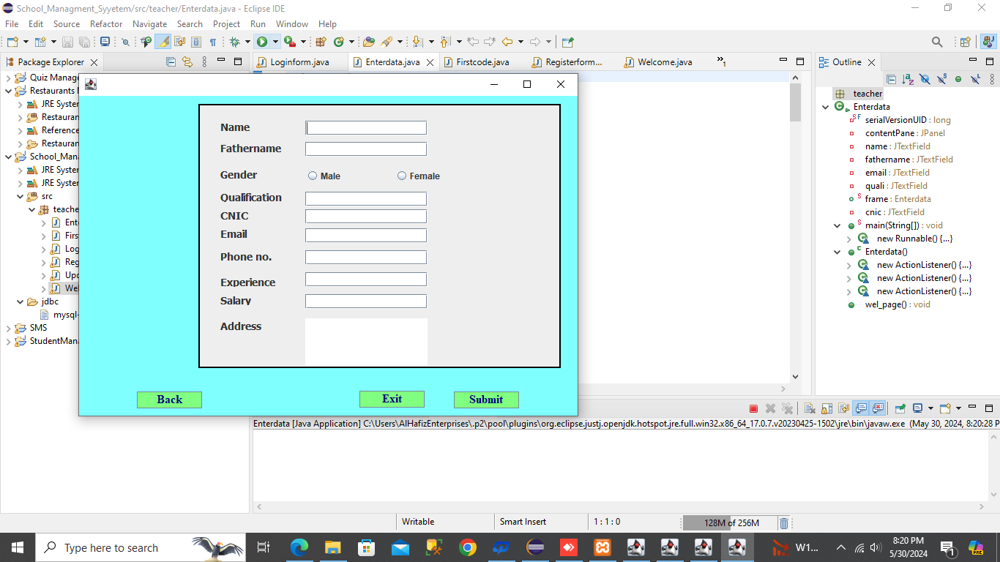 School_Managment_Syyetem/src/teacher/Enterdata.java - Eclipse IDE
File Edit Source Refactor Navigate Search Project Run Window Help
Package Explorer
Loginform.java Enterdata.java Firstcode.java Registerform... Welcome.java »1
Outline
Quiz Manage
Restaurants
JRE System
Restauran
Reference
Restauran
School_Mana
JRE System
JRE System
src
teache
Ente
Firs
Log
Reg
Upc
Wel
jdbc
mysql-
SMS
StudentMana
Name
Fathername
Gender Male Female
Qualification
CNIC
Email
Phone no.
Experience
Salary
Address
Back Exit Submit
teacher
Enterdata
serialVersionUID : long
contentPane : JPanel
name : JTextField
fathername : JTextField
email : JTextField
quali : JTextField
frame : Enterdata
cnic : JTextField
main(String[]) : void
new Runnable() {...}
Enterdata()
new ActionListener() {...}
new ActionListener() {...}
new ActionListener() {...}
wel_page() : void
Enterdata [Java Application] C:\Users\AlHafizEnterprises\.p2\pool\plugins\org.eclipse.justj.openjdk.hotspot.jre.full.win32.x86_64_17.0.7.v20230425-1502\jre\bin\javaw.exe (May 30, 2024, 8:20:28 P
Writable Smart Insert 1 : 1 : 0 128M of 256M
Type here to search
W1...
8:20 PM
5/30/2024
1
PRE